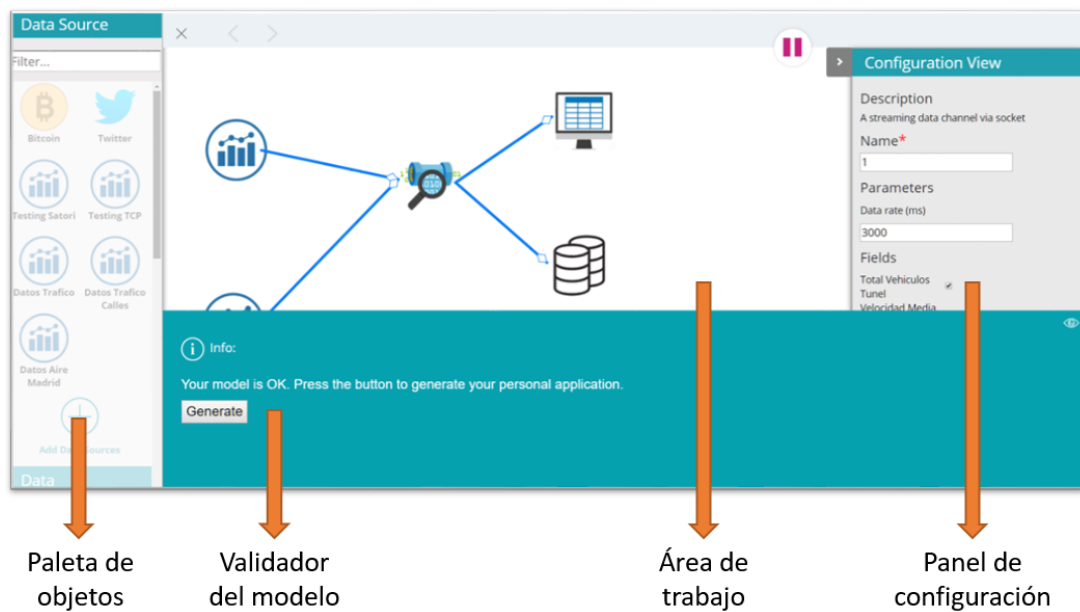 Data Source
Filter...
Bitcoin
Twitter
Testing Satori
Testing TCP
Datos Trafico
Datos Trafico
Calles
Datos Aire
Madrid
Add Data Sources
Data
Configuration View
Description
A streaming data channel via socket
Name*
1
Parameters
Data rate (ms)
3000
Fields
Total Vehiculos
Tunel
Velocidad Media
Info:
Your model is OK. Press the button to generate your personal application.
Generate
Paleta de
objetos
Validador
del modelo
Área de
trabajo
Panel de
configuración